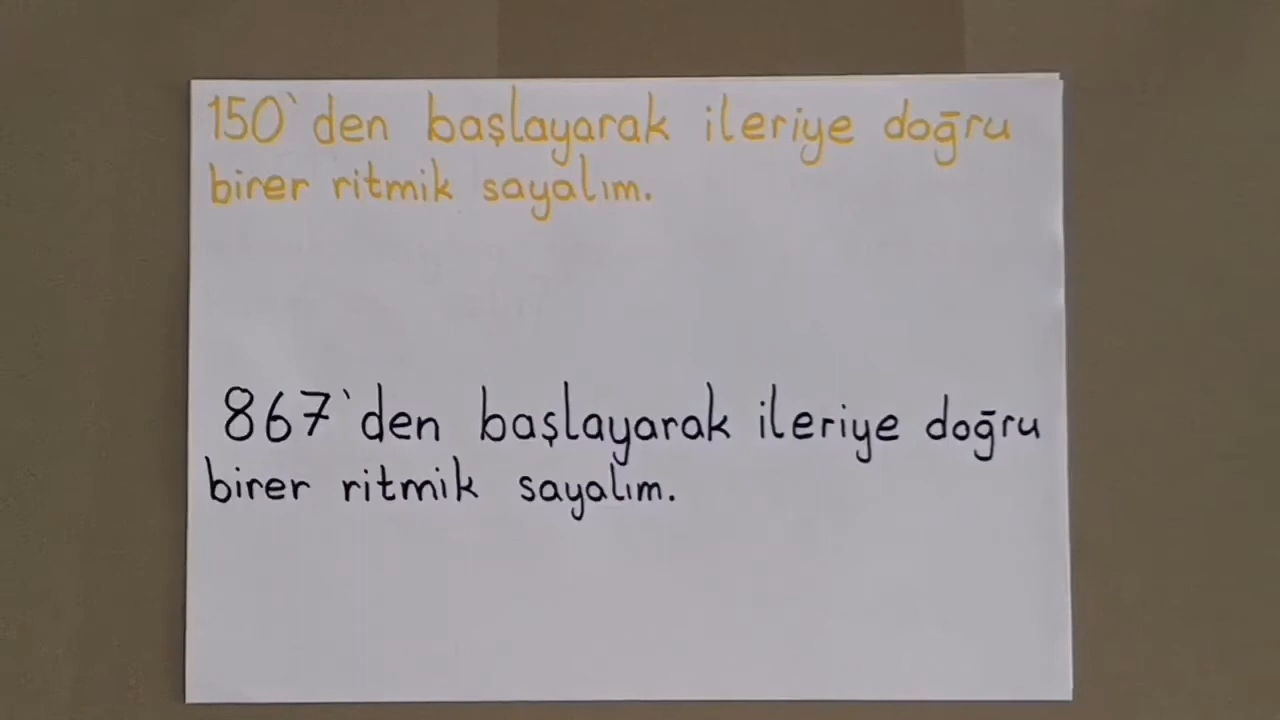 150`den başlayarak ileriye doğru
birer ritmik sayalım.
867`den başlayarak ileriye doğru
birer ritmik sayalım.